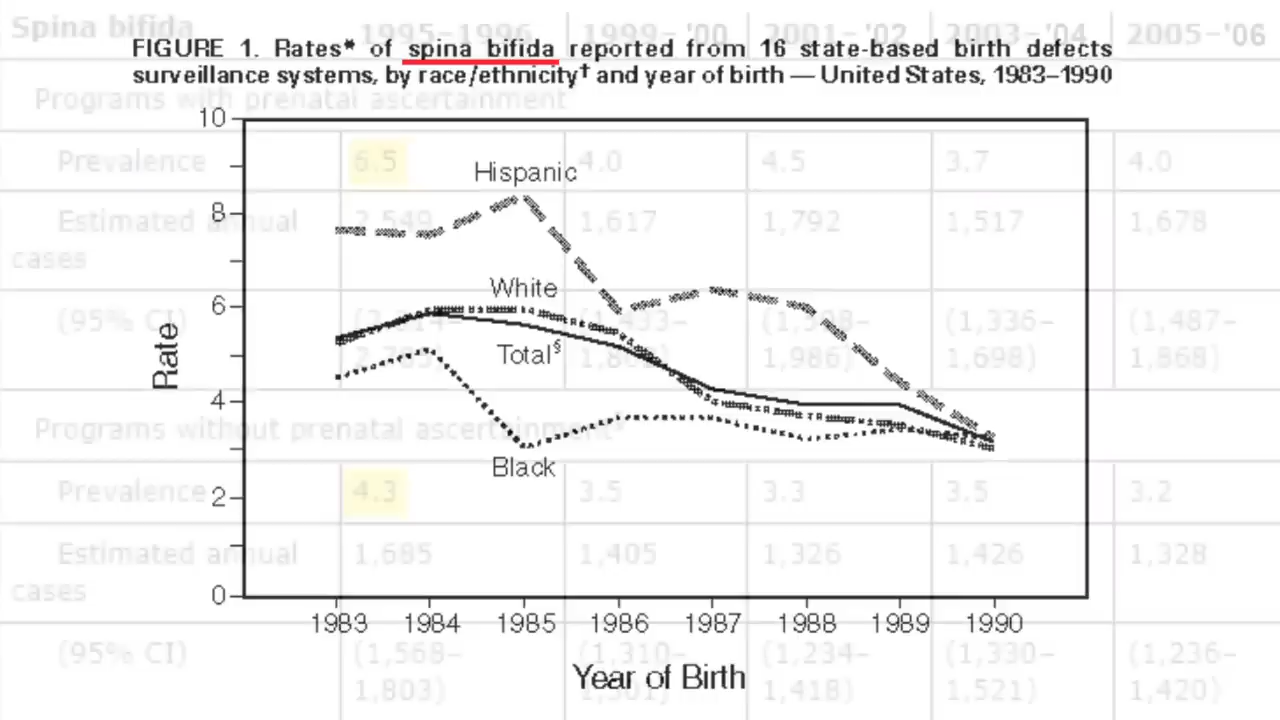 Spina bifida 1995–1996 1999–'00 2001–'02 2003–'04 2005–'06
FIGURE 1. Rates* of spina bifida reported from 16 state-based birth defects
surveillance systems, by race/ethnicity† and year of birth — United States, 1983–1990
Programs with prenatal ascertainment
10
8
6
4
2
0
Rate
Hispanic
White
Total§
Black
1983 1984 1985 1986 1987 1988 1989 1990
Year of Birth
Prevalence 6.5 4.0 4.5 3.7 4.0
Estimated annual 2,549 1,617 1,792 1,517 1,678
cases
(95% CI) (1,336– (1,487–
1,986) 1,698) 1,868)
Programs without prenatal ascertainment
Prevalence 4.3 3.5 3.3 3.5 3.2
Estimated annual 1,685 1,405 1,326 1,426 1,328
cases
(95% CI) (1,568– (1,310– (1,234– (1,330– (1,236–
1,803) 1,418) 1,521) 1,420)